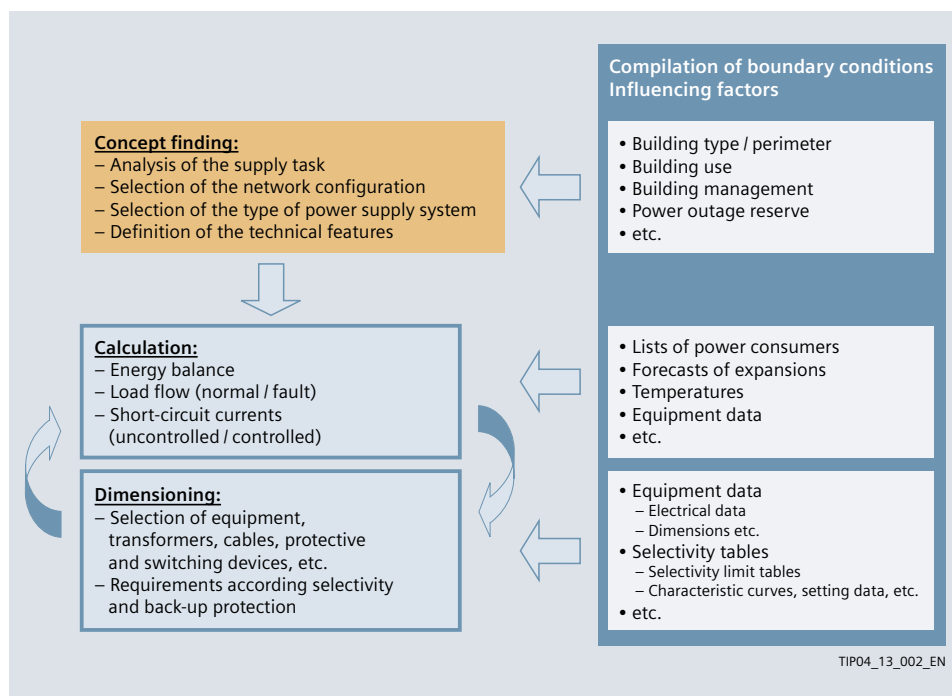 Compilation of boundary conditions
Influencing factors
Concept finding:
– Analysis of the supply task
– Selection of the network configuration
– Selection of the type of power supply system
– Definition of the technical features
• Building type / perimeter
• Building use
• Building management
• Power outage reserve
• etc.
Calculation:
– Energy balance
– Load flow (normal / fault)
– Short-circuit currents
(uncontrolled / controlled)
• Lists of power consumers
• Forecasts of expansions
• Temperatures
• Equipment data
• etc.
Dimensioning:
– Selection of equipment,
transformers, cables, protective
and switching devices, etc.
– Requirements according selectivity
and back-up protection
• Equipment data
– Electrical data
– Dimensions etc.
• Selectivity tables
– Selectivity limit tables
– Characteristic curves, setting data, etc.
• etc.
TIP04_13_002_EN